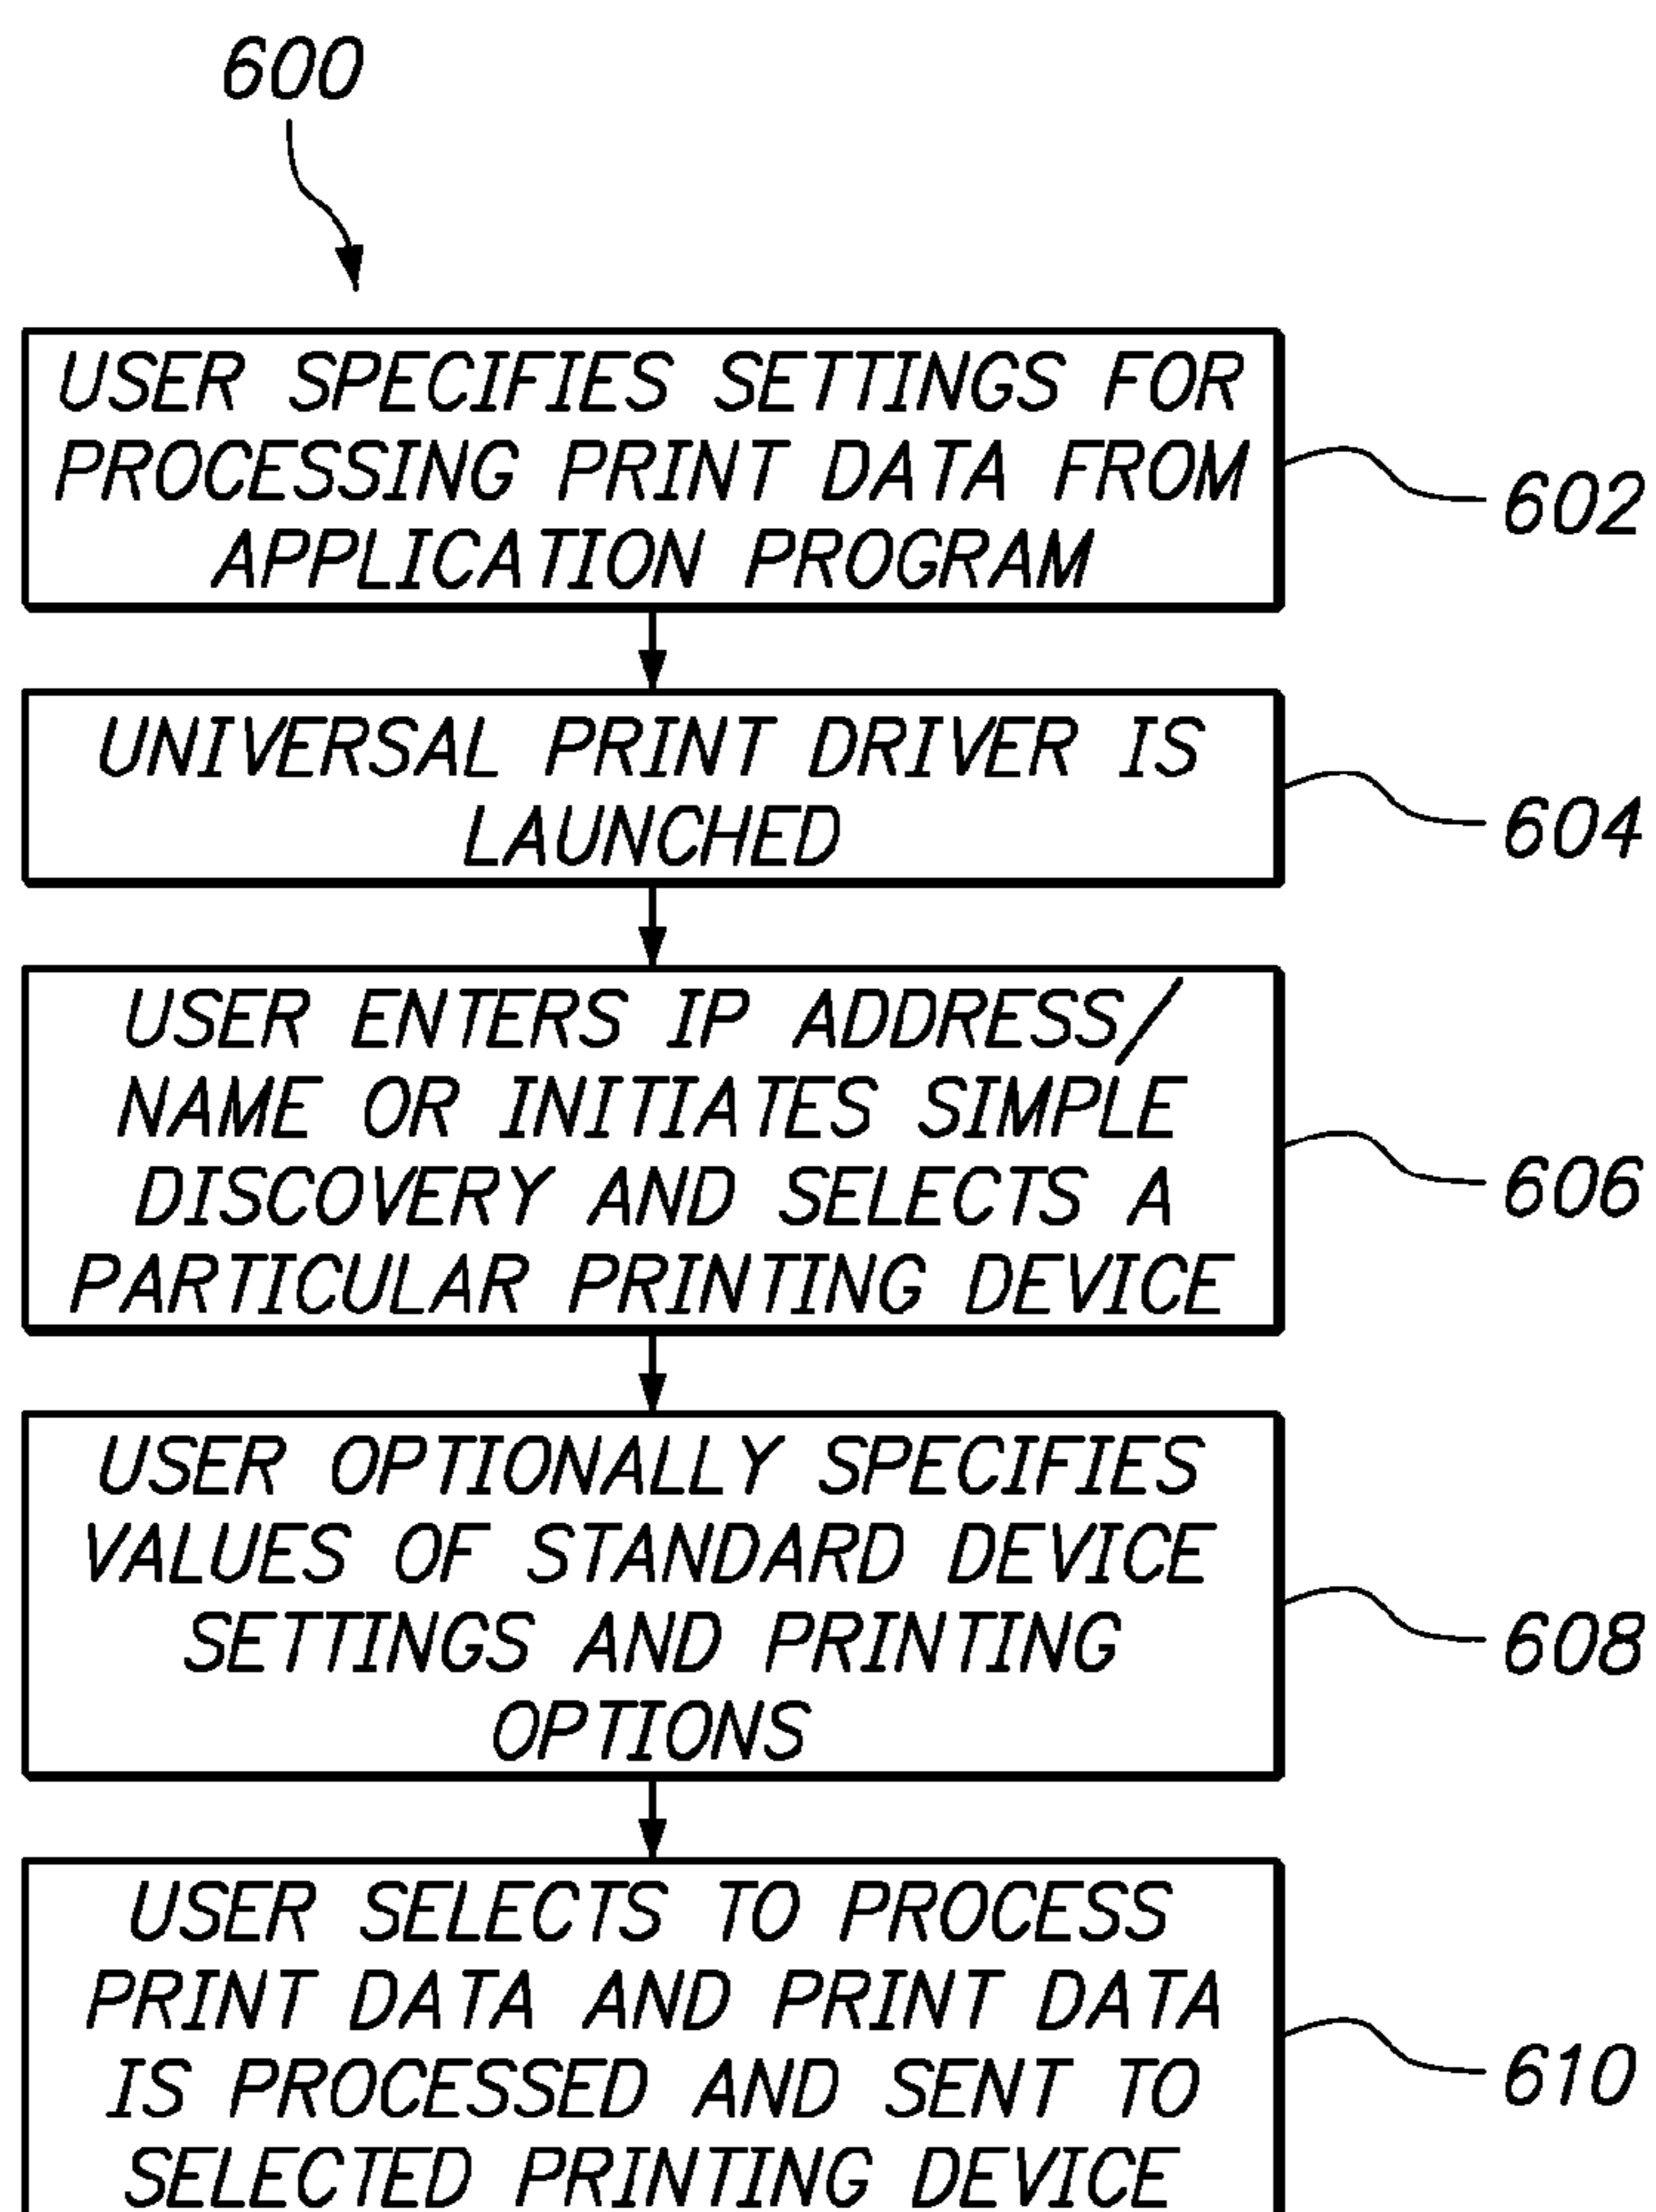 600
USER SPECIFIES SETTINGS FOR
PROCESSING PRINT DATA FROM
APPLICATION PROGRAM
602
UNIVERSAL PRINT DRIVER IS
LAUNCHED
604
USER ENTERS IP ADDRESS/
NAME OR INITIATES SIMPLE
DISCOVERY AND SELECTS A
PARTICULAR PRINTING DEVICE
606
USER OPTIONALLY SPECIFIES
VALUES OF STANDARD DEVICE
SETTINGS AND PRINTING
OPTIONS
608
USER SELECTS TO PROCESS
PRINT DATA AND PRINT DATA
IS PROCESSED AND SENT TO
SELECTED PRINTING DEVICE
610